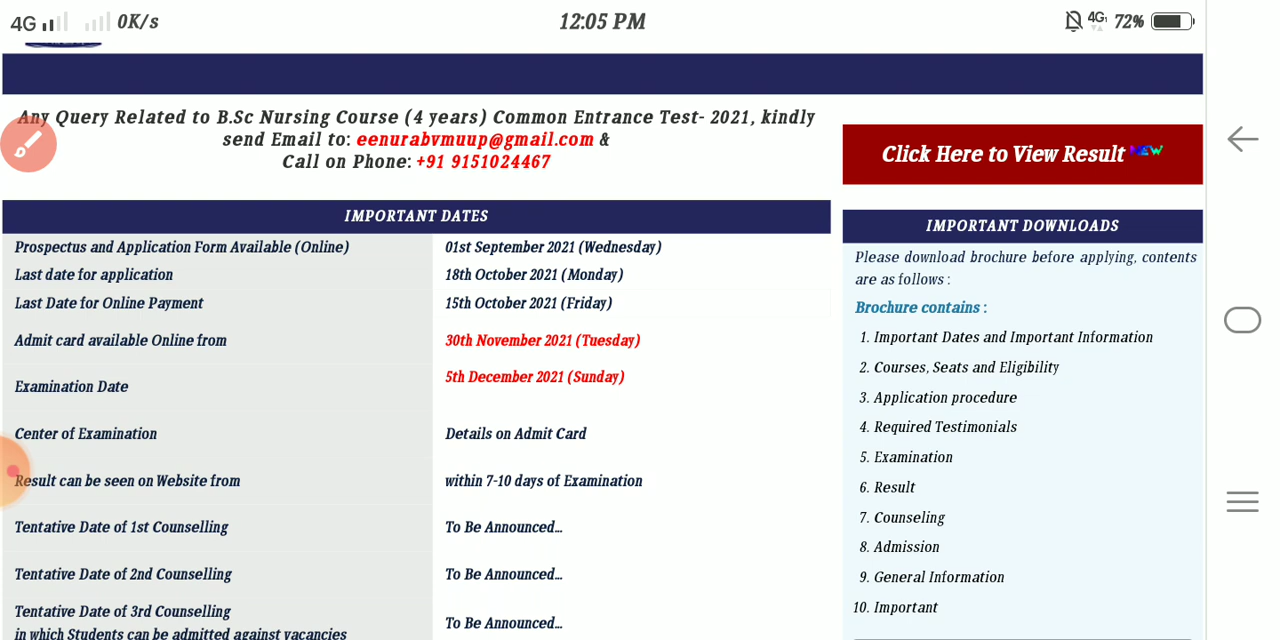 4G 0K/s 12:05 PM 4G 72%
Any Query Related to B.Sc Nursing Course (4 years) Common Entrance Test- 2021, kindly
send Email to: eenurabvmuup@gmail.com &
Call on Phone: +91 9151024467
Click Here to View Result NEW
IMPORTANT DATES
Prospectus and Application Form Available (Online) 01st September 2021 (Wednesday)
Last date for application 18th October 2021 (Monday)
Last Date for Online Payment 15th October 2021 (Friday)
Admit card available Online from 30th November 2021 (Tuesday)
Examination Date 5th December 2021 (Sunday)
Center of Examination Details on Admit Card
Result can be seen on Website from within 7-10 days of Examination
Tentative Date of 1st Counselling To Be Announced...
Tentative Date of 2nd Counselling To Be Announced...
Tentative Date of 3rd Counselling
in which Students can be admitted against vacancies To Be Announced...
IMPORTANT DOWNLOADS
Please download brochure before applying, contents
are as follows :
Brochure contains :
1. Important Dates and Important Information
2. Courses, Seats and Eligibility
3. Application procedure
4. Required Testimonials
5. Examination
6. Result
7. Counseling
8. Admission
9. General Information
10. Important